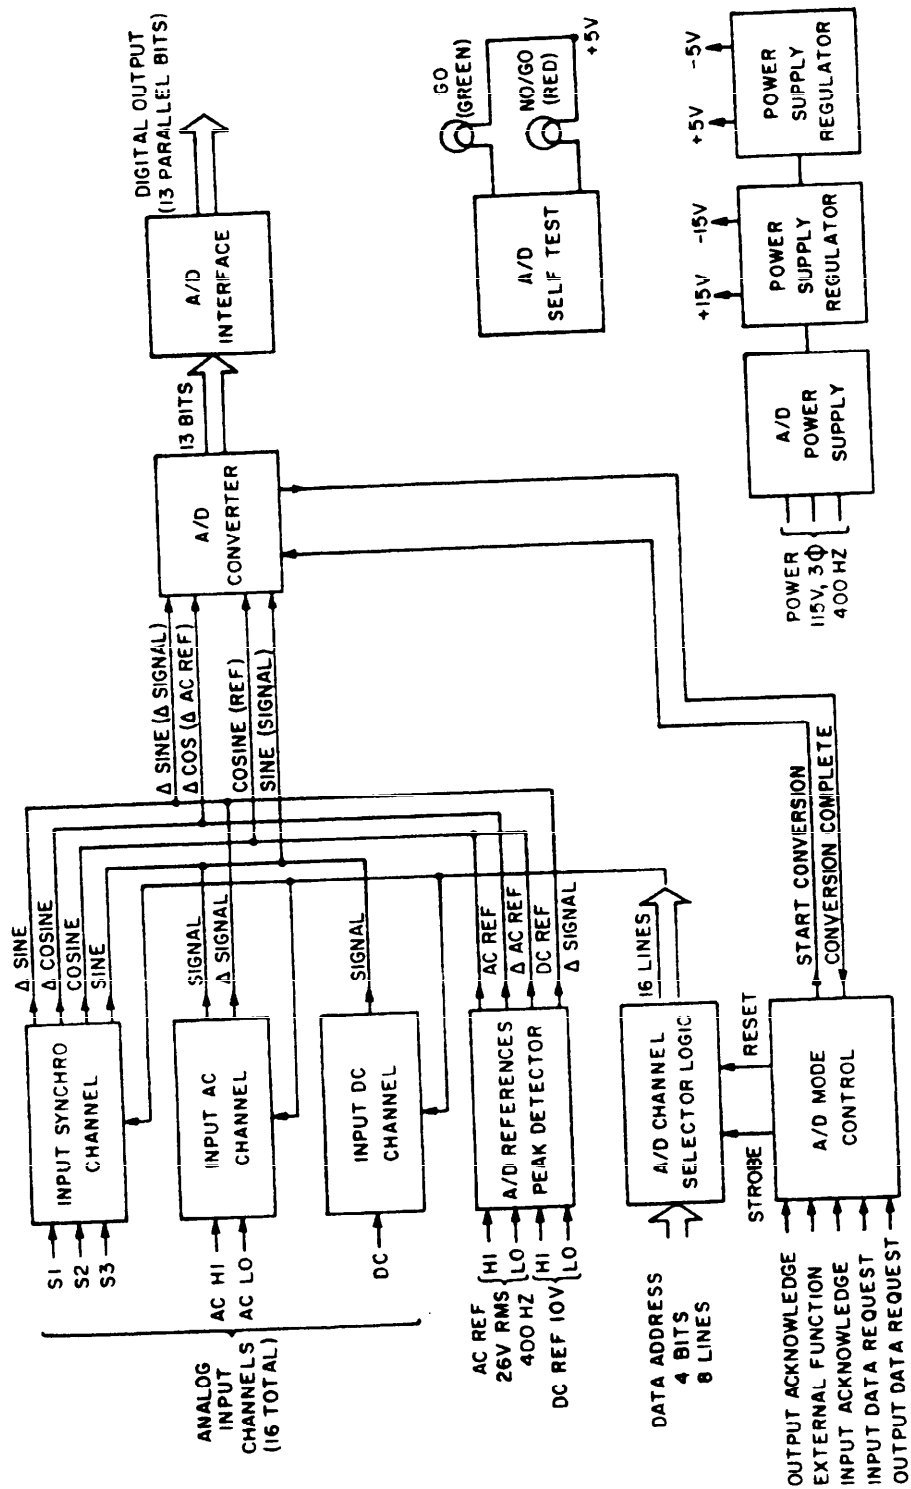 ANALOG
INPUT
CHANNELS
(16 TOTAL)
S1
S2
S3
INPUT SYNCHRO
CHANNEL
Δ SINE
Δ COSINE
COSINE
SINE
AC HI
AC LO
INPUT AC
CHANNEL
SIGNAL
Δ SIGNAL
DC
INPUT DC
CHANNEL
SIGNAL
AC REF
26V RMS
400 HZ
HI
LO
DC REF 10V
HI
LO
A/D REFERENCES
PEAK DETECTOR
AC REF
Δ AC REF
DC REF
Δ SIGNAL
DATA ADDRESS
4 BITS
8 LINES
A/D CHANNEL
SELECTOR LOGIC
16 LINES
STROBE
RESET
OUTPUT ACKNOWLEDGE
EXTERNAL FUNCTION
INPUT ACKNOWLEDGE
INPUT DATA REQUEST
OUTPUT DATA REQUEST
A/D MODE
CONTROL
START CONVERSION
CONVERSION COMPLETE
Δ SINE (Δ SIGNAL)
Δ COS (Δ AC REF)
COSINE (REF)
SINE (SIGNAL)
A/D
CONVERTER
13 BITS
A/D
INTERFACE
DIGITAL OUTPUT
(13 PARALLEL BITS)
A/D
SELF TEST
GO
(GREEN)
NO/GO
(RED)
+5V
POWER
115V, 3Φ
400 HZ
A/D
POWER
SUPPLY
+15V
-15V
POWER
SUPPLY
REGULATOR
+5V
-5V
POWER
SUPPLY
REGULATOR